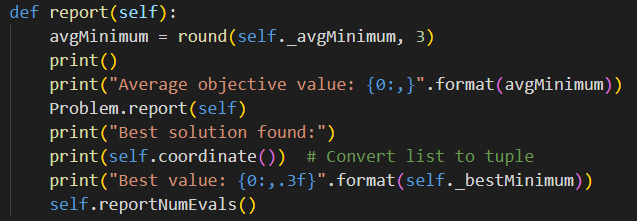 def report(self):
    avgMinimum = round(self._avgMinimum, 3)
    print()
    print("Average objective value: {0:,}".format(avgMinimum))
    Problem.report(self)
    print("Best solution found:")
    print(self.coordinate())  # Convert list to tuple
    print("Best value: {0:,.3f}".format(self._bestMinimum))
    self.reportNumEvals()